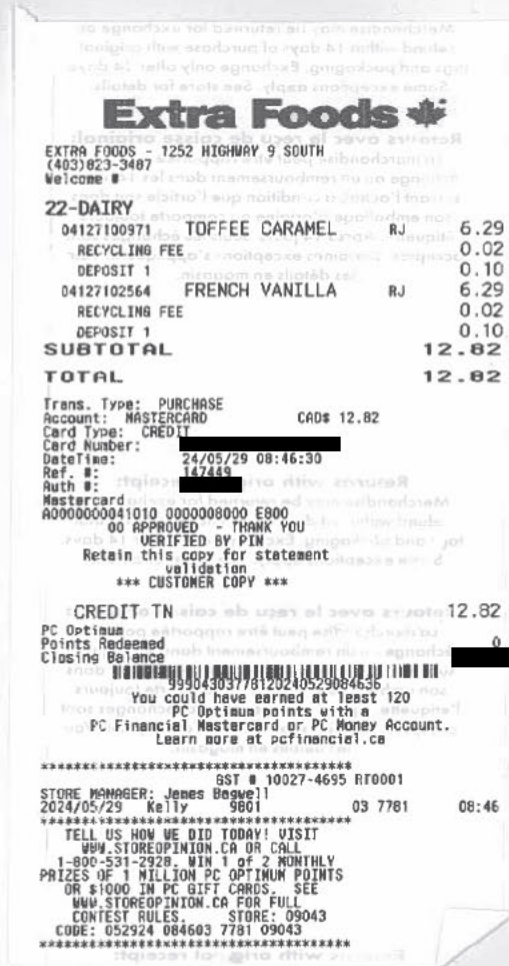 Extra Foods
EXTRA FOODS - 1252 HIGHWAY 9 SOUTH
(403)823-3487
Welcome #
22-DAIRY
04127100971 TOFFEE CARAMEL RJ 6.29
RECYCLING FEE 0.02
DEPOSIT 1 0.10
04127102564 FRENCH VANILLA RJ 6.29
RECYCLING FEE 0.02
DEPOSIT 1 0.10
SUBTOTAL 12.82
TOTAL 12.82
Trans. Type: PURCHASE
Account: MASTERCARD CAD$ 12.82
Card Type: CREDIT
Card Number:
DateTime: 24/05/29 08:46:30
Ref. #: 147449
Auth #:
Mastercard
A0000000041010 0000008000 E800
00 APPROVED - THANK YOU
VERIFIED BY PIN
Retain this copy for statement
validation
*** CUSTOMER COPY ***
CREDIT TN 12.82
PC Optimum
Points Redeemed 0
Closing Balance
99904303778120240529084636
You could have earned at least 120
PC Optimum points with a
PC Financial Mastercard or PC Money Account.
Learn more at pcfinancial.ca
****************************************
GST # 10027-4695 RT0001
STORE MANAGER: James Bagwell
2024/05/29 Kelly 9801 03 7781 08:46
****************************************
TELL US HOW WE DID TODAY! VISIT
WWW.STOREOPINION.CA OR CALL
1-800-531-2928. WIN 1 of 2 MONTHLY
PRIZES OF 1 MILLION PC OPTIMUM POINTS
OR $1000 IN PC GIFT CARDS. SEE
WWW.STOREOPINION.CA FOR FULL
CONTEST RULES. STORE: 09043
CODE: 052924 084603 7781 09043
****************************************